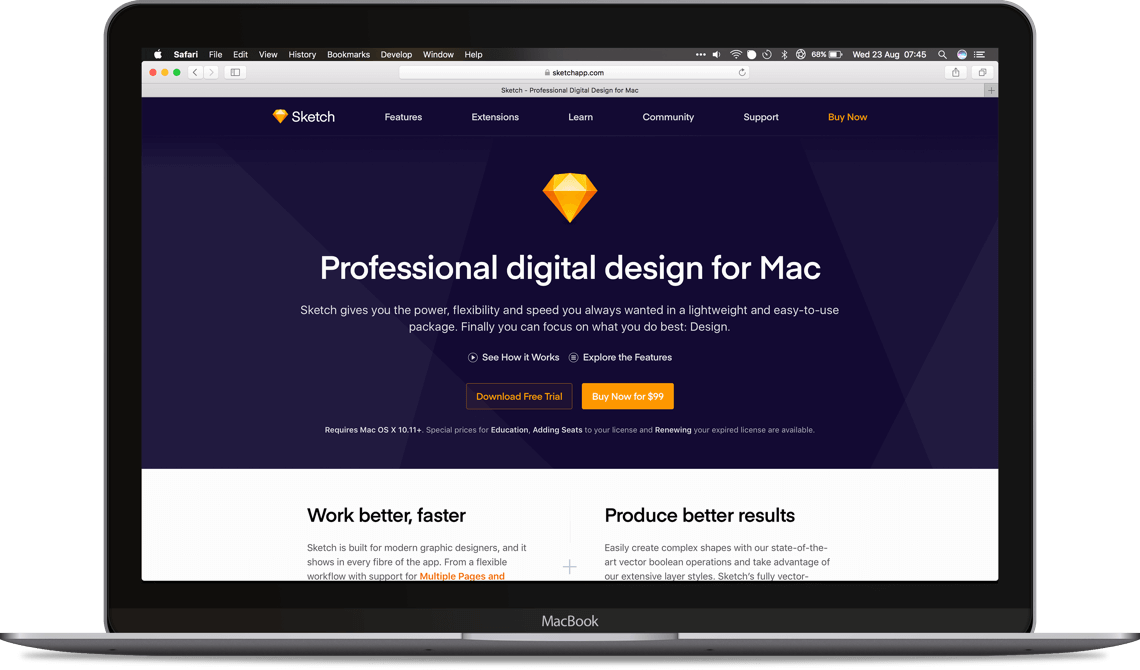 Safari File Edit View History Bookmarks Develop Window Help 68% Wed 23 Aug 07:45
sketchapp.com
Sketch - Professional Digital Design for Mac
Sketch Features Extensions Learn Community Support Buy Now
Professional digital design for Mac
Sketch gives you the power, flexibility and speed you always wanted in a lightweight and easy-to-use
package. Finally you can focus on what you do best: Design.
See How it Works Explore the Features
Download Free Trial Buy Now for $99
Requires Mac OS X 10.11+. Special prices for Education, Adding Seats to your license and Renewing your expired license are available.
Work better, faster
Sketch is built for modern graphic designers, and it
shows in every fibre of the app. From a flexible
workflow with support for Multiple Pages and
Produce better results
Easily create complex shapes with our state-of-the-
art vector boolean operations and take advantage of
our extensive layer styles. Sketch's fully vector-
MacBook